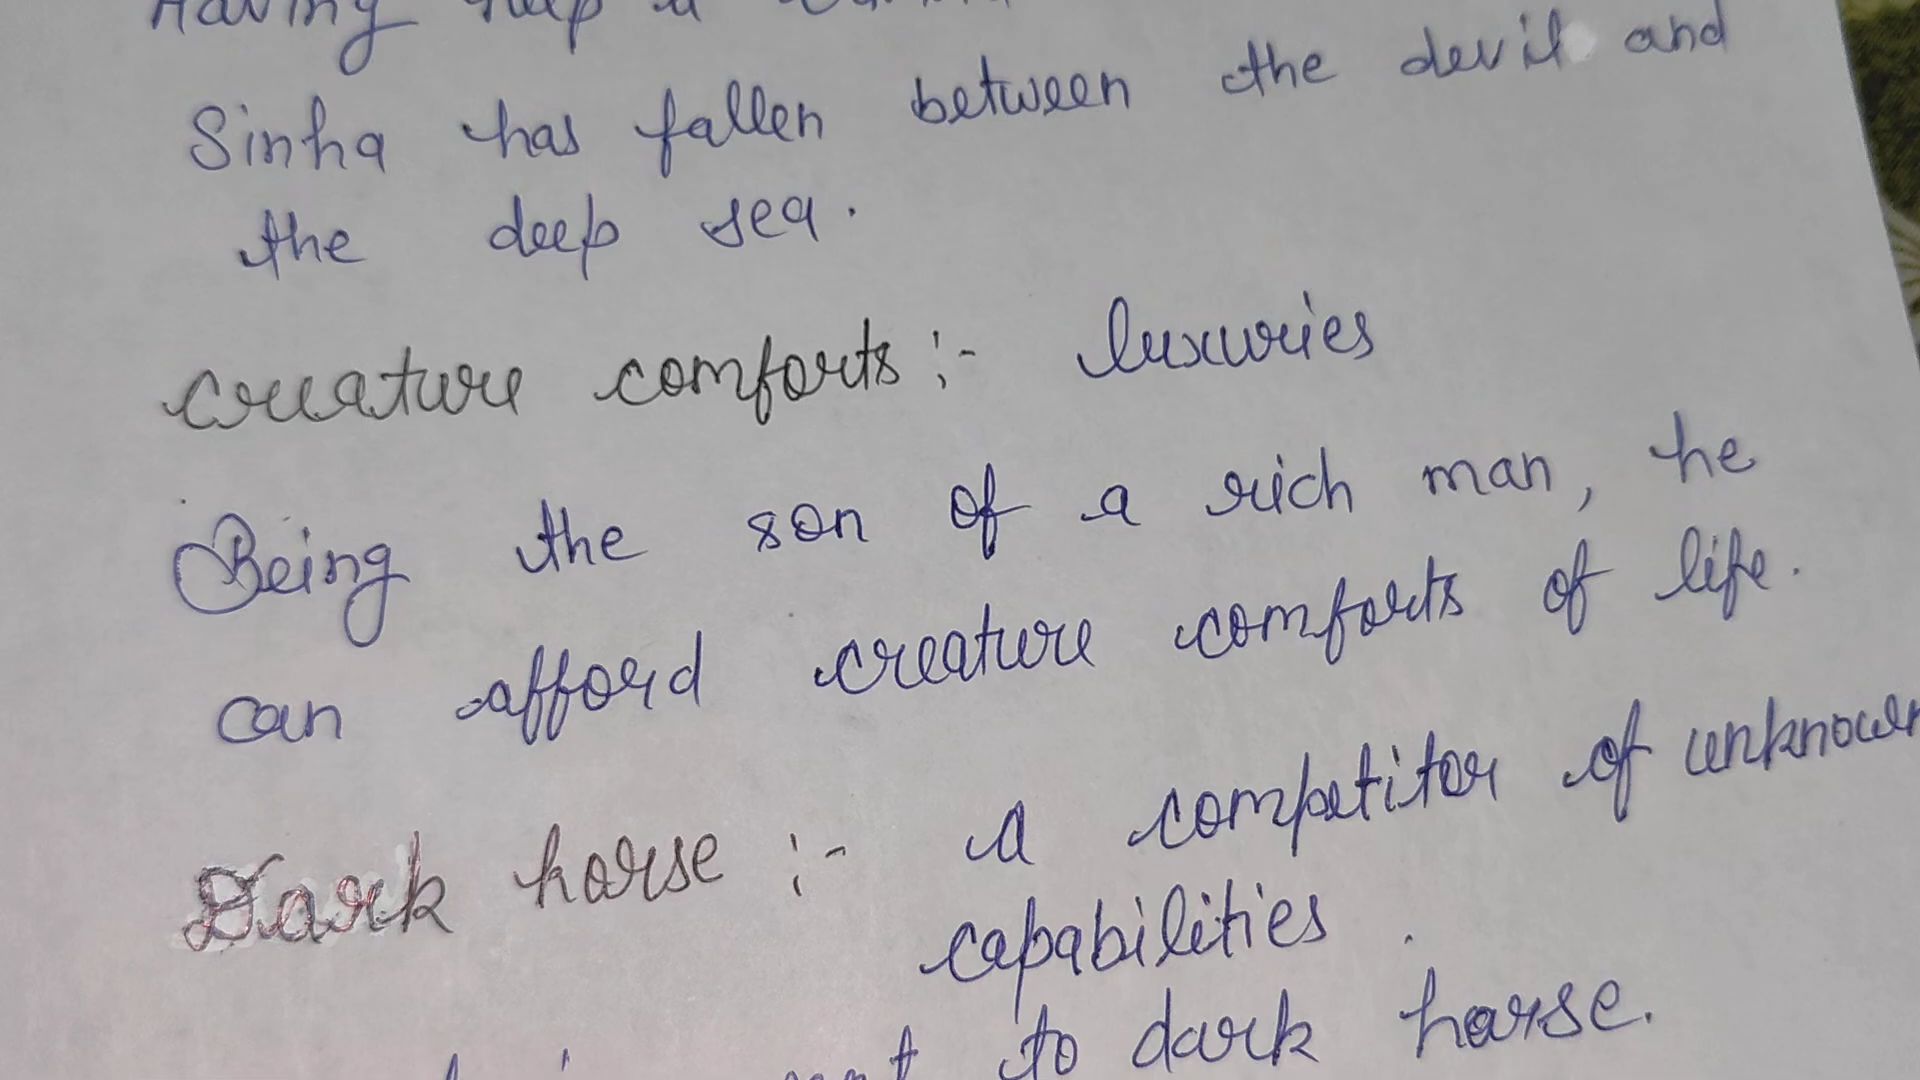 Having
Sinha has fallen between the devil and
the deep sea.
creature comforts :- luxuries
Being the son of a rich man, he
can afford creature comforts of life.
Dark horse :- a competitor of unknown
capabilities.
to dark horse.